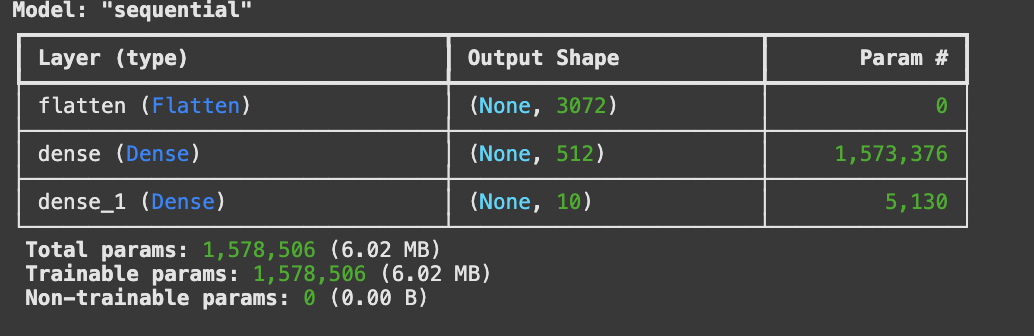 Model: "sequential"
Layer (type) Output Shape Param #
flatten (Flatten) (None, 3072) 0
dense (Dense) (None, 512) 1,573,376
dense_1 (Dense) (None, 10) 5,130
Total params: 1,578,506 (6.02 MB)
Trainable params: 1,578,506 (6.02 MB)
Non-trainable params: 0 (0.00 B)